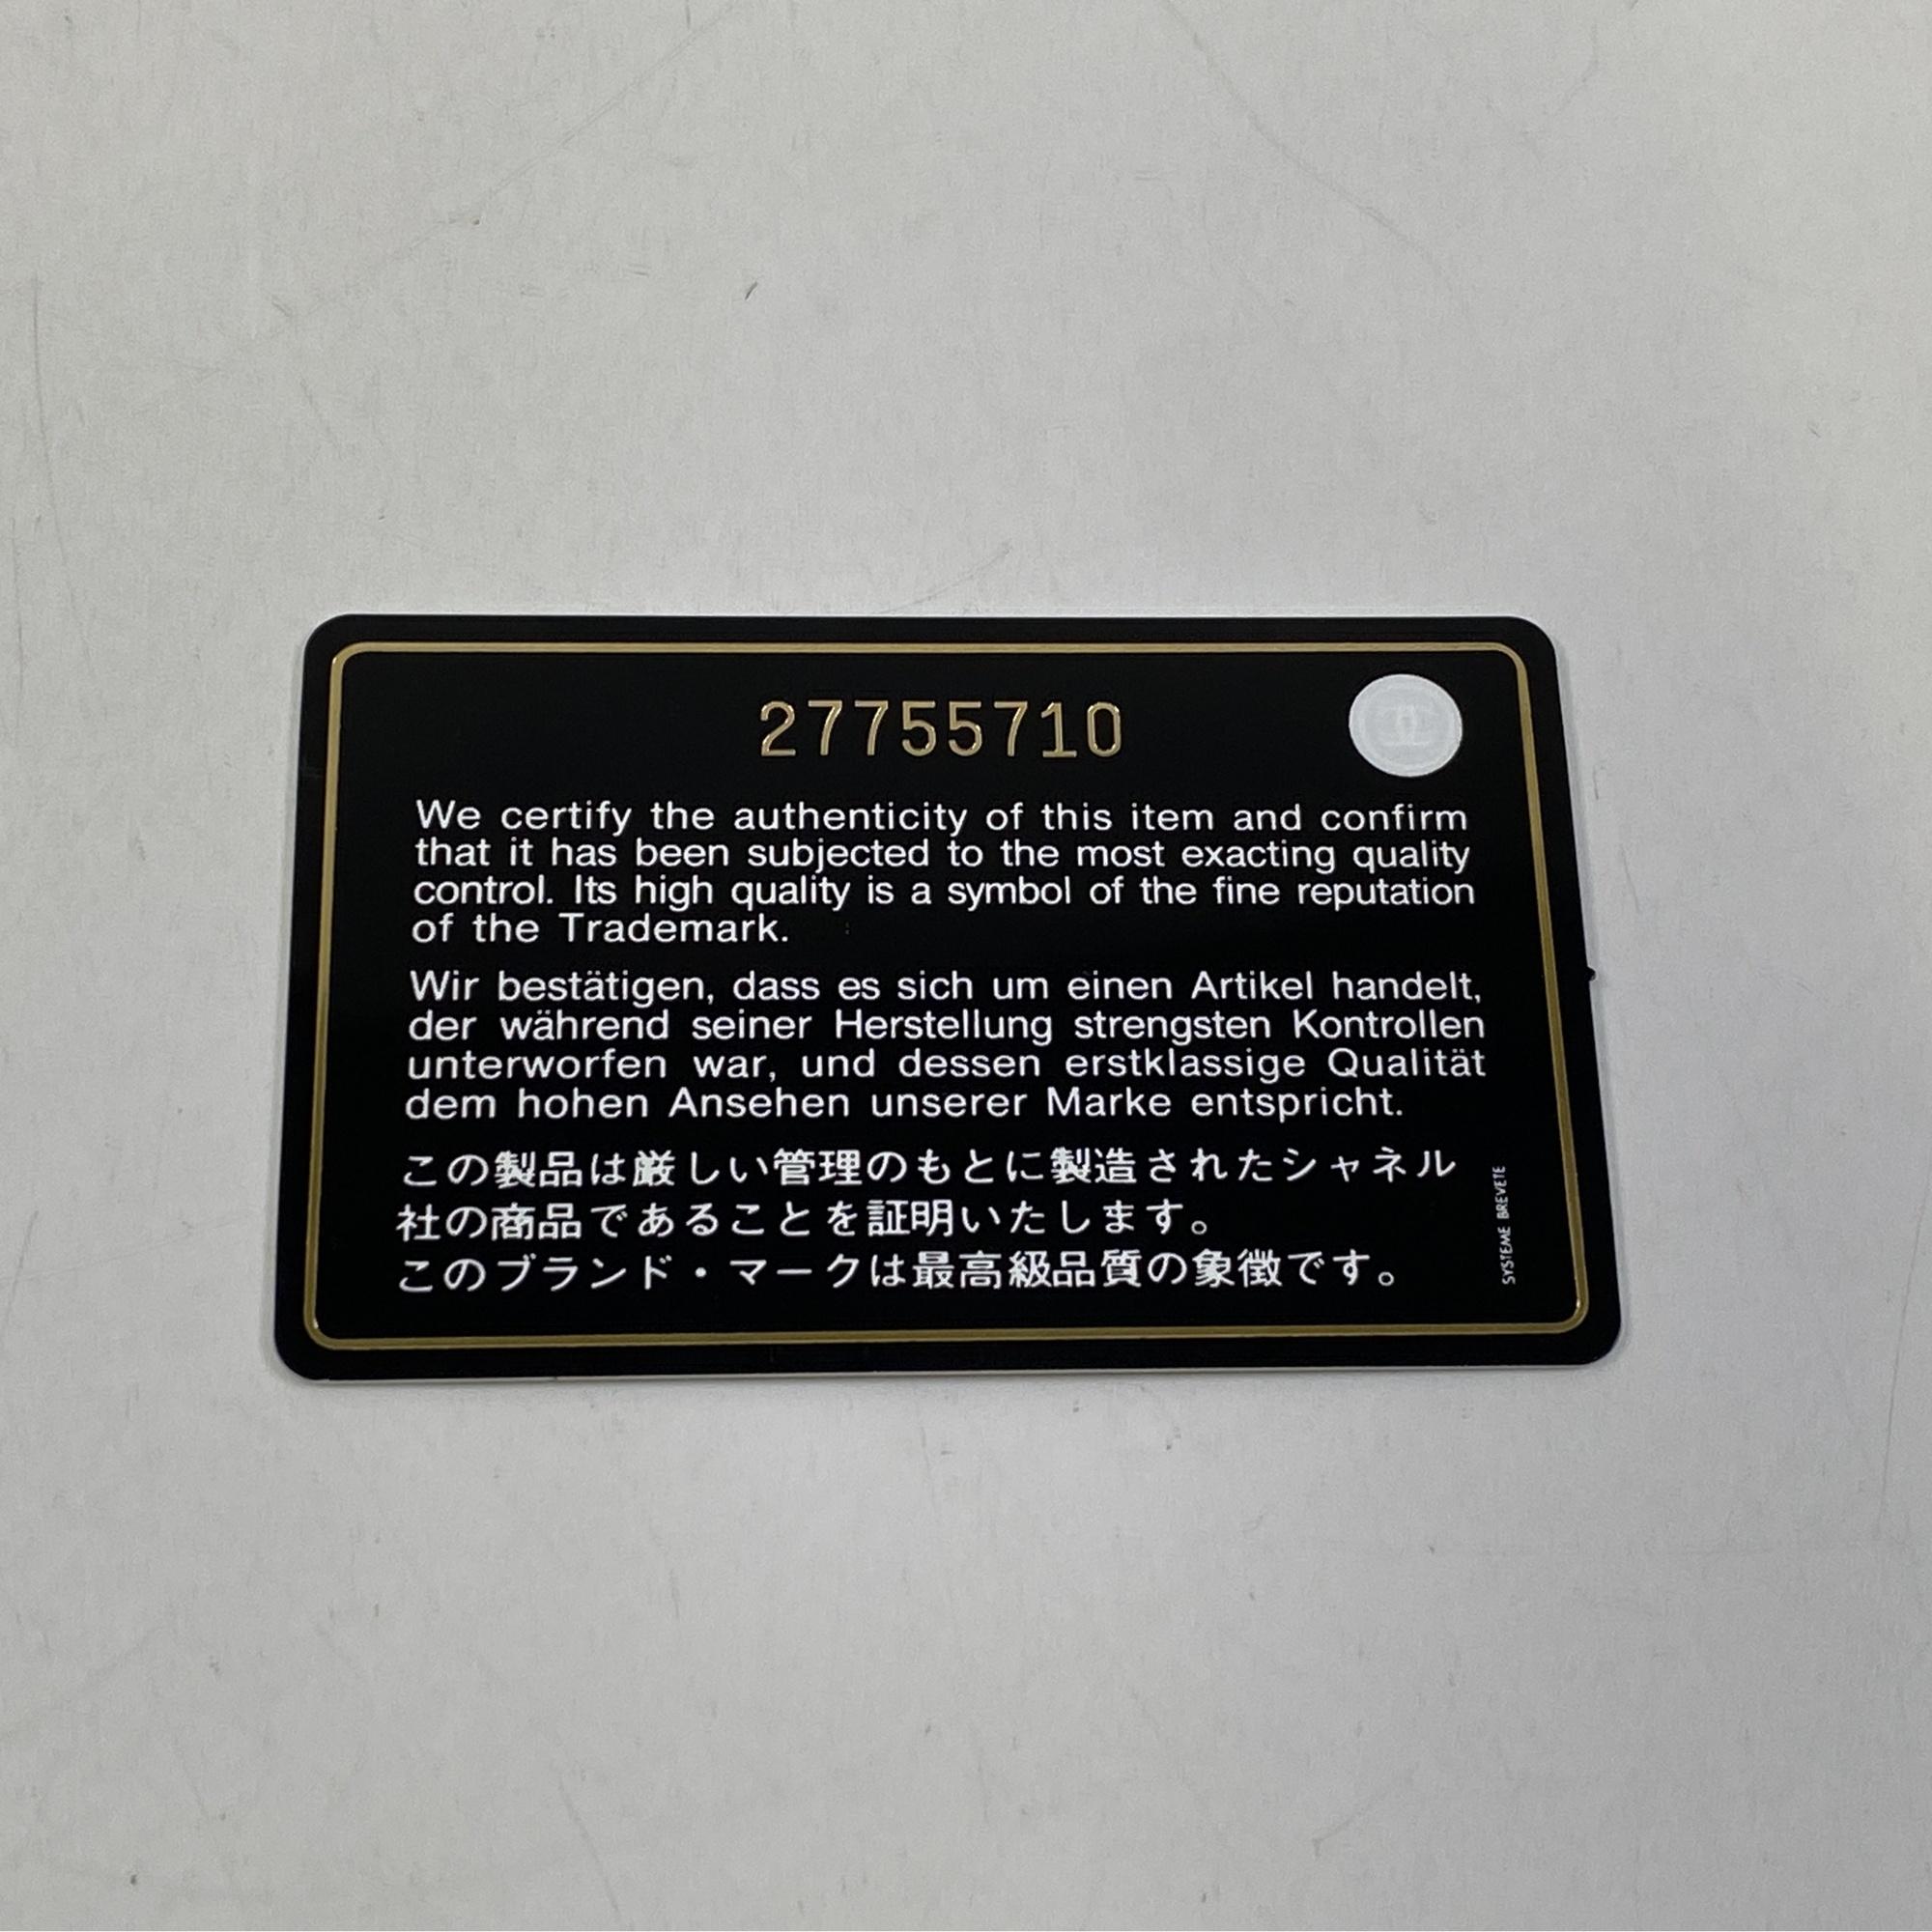 27755710
We certify the authenticity of this item and confirm
that it has been subjected to the most exacting quality
control. Its high quality is a symbol of the fine reputation
of the Trademark.
Wir bestätigen, dass es sich um einen Artikel handelt,
der während seiner Herstellung strengsten Kontrollen
unterworfen war, und dessen erstklassige Qualität
dem hohen Ansehen unserer Marke entspricht.
この製品は厳しい管理のもとに製造されたシャネル
社の商品であることを証明いたします。
このブランド・マークは最高級品質の象徴です。
SYSTEME BREVETE